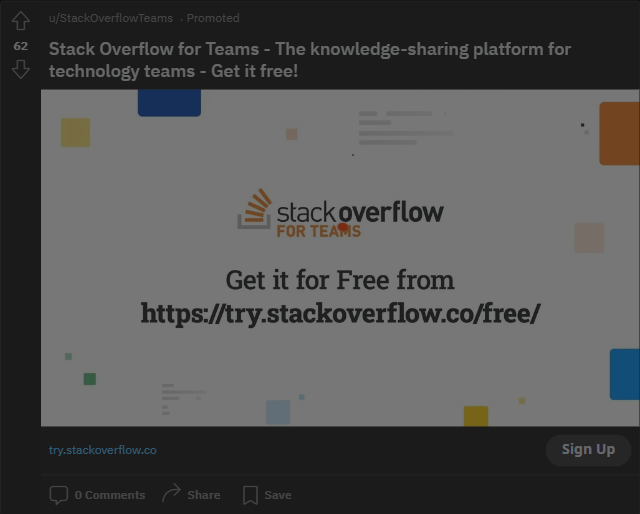 u/StackOverflowTeams · Promoted
62
Stack Overflow for Teams - The knowledge-sharing platform for
technology teams - Get it free!
stackoverflow
FOR TEAMS
Get it for Free from
https://try.stackoverflow.co/free/
try.stackoverflow.co
Sign Up
0 Comments
Share
Save